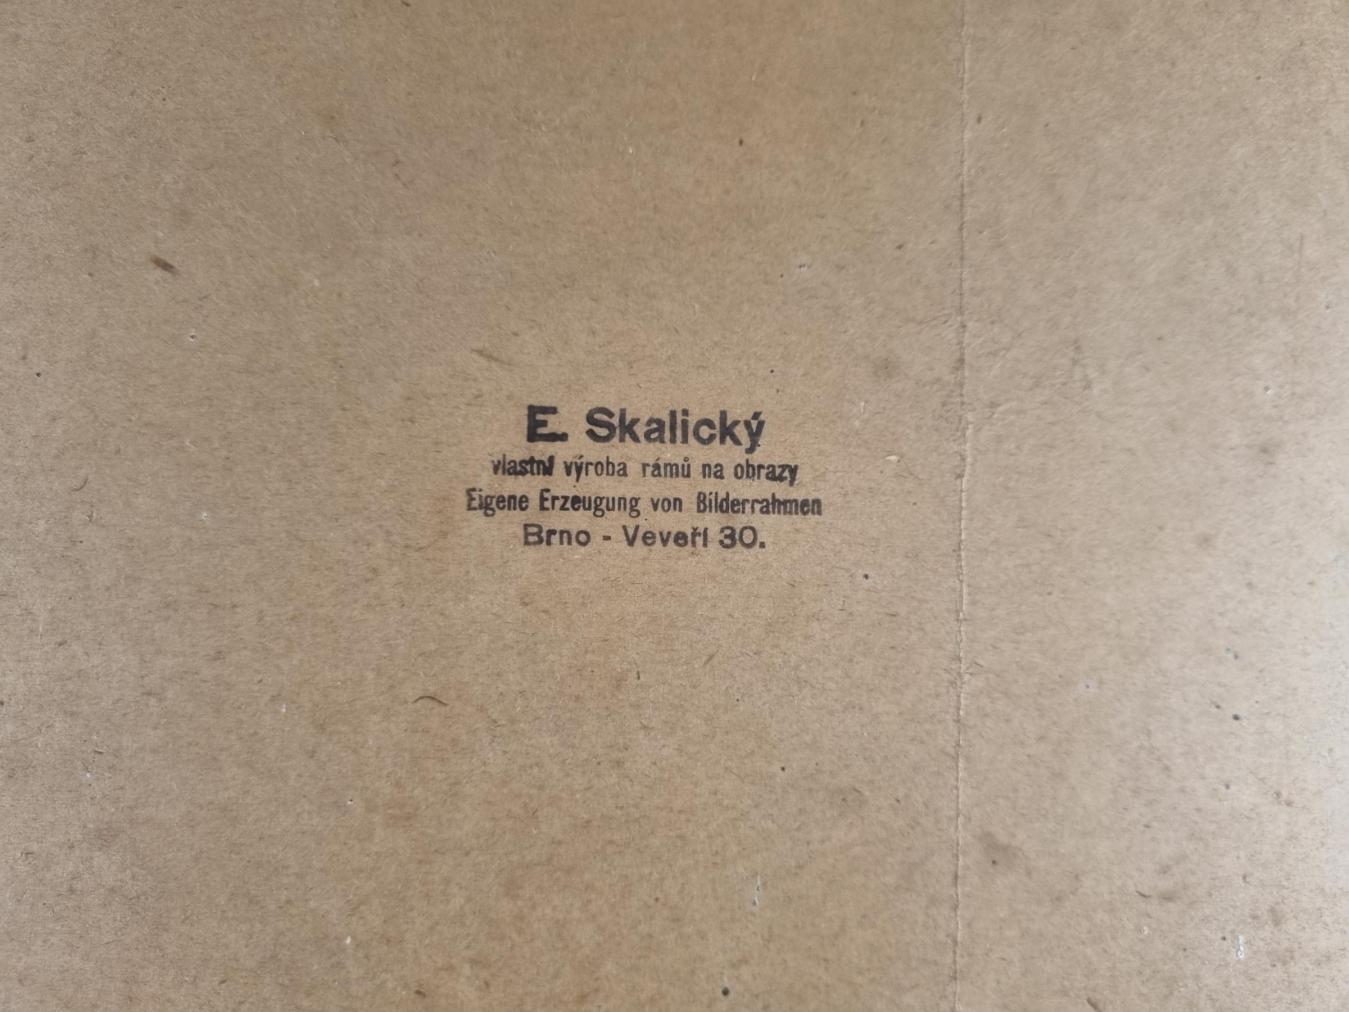 E. Skalický
vlastní výroba rámů na obrazy
Eigene Erzeugung von Bilderrahmen
Brno - Veveří 30.